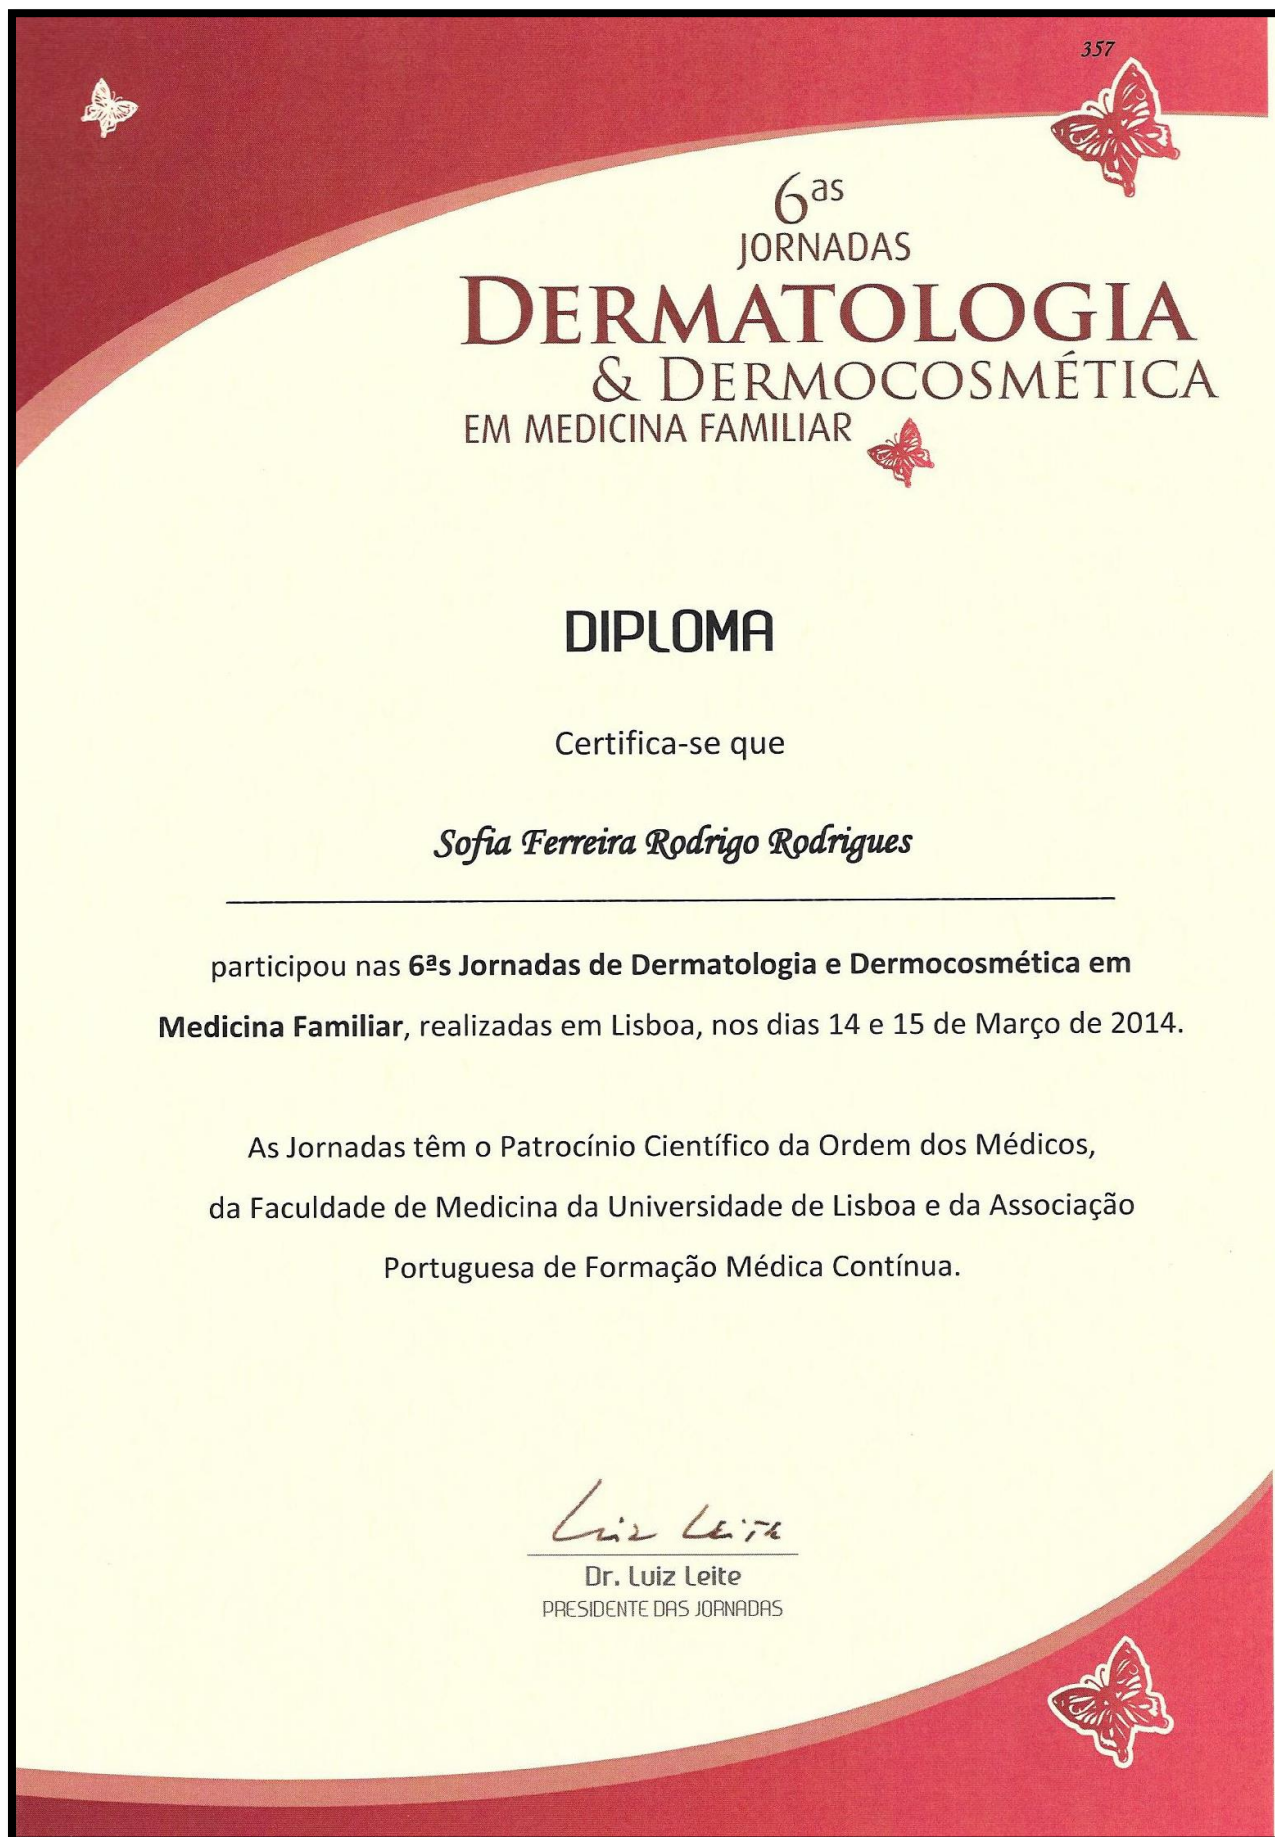 357
6as
JORNADAS
DERMATOLOGIA
& DERMOCOSMÉTICA
EM MEDICINA FAMILIAR
DIPLOMA
Certifica-se que
Sofia Ferreira Rodrigo Rodrigues
participou nas 6ªs Jornadas de Dermatologia e Dermocosmética em
Medicina Familiar, realizadas em Lisboa, nos dias 14 e 15 de Março de 2014.
As Jornadas têm o Patrocínio Científico da Ordem dos Médicos,
da Faculdade de Medicina da Universidade de Lisboa e da Associação
Portuguesa de Formação Médica Contínua.
Luiz Leite
Dr. Luiz Leite
PRESIDENTE DAS JORNADAS